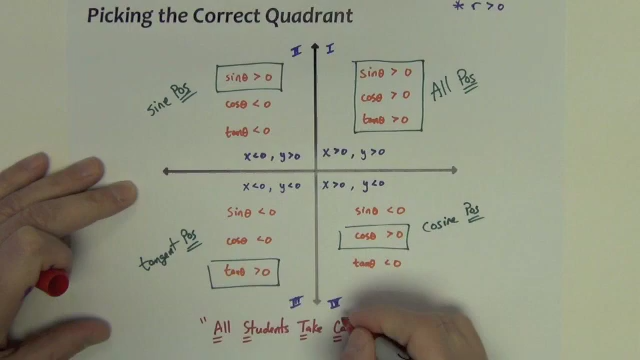 Picking the Correct Quadrant
* r > 0
II
I
sinθ > 0
cosθ < 0
tanθ < 0
sine Pos
x<0, y>0
sinθ > 0
cosθ > 0
tanθ > 0
All Pos
x>0, y>0
x<0, y<0
sinθ < 0
cosθ < 0
tanθ > 0
tangent Pos
III
x>0, y<0
sinθ < 0
cosθ > 0
tanθ < 0
cosine Pos
IV
"All Students Take